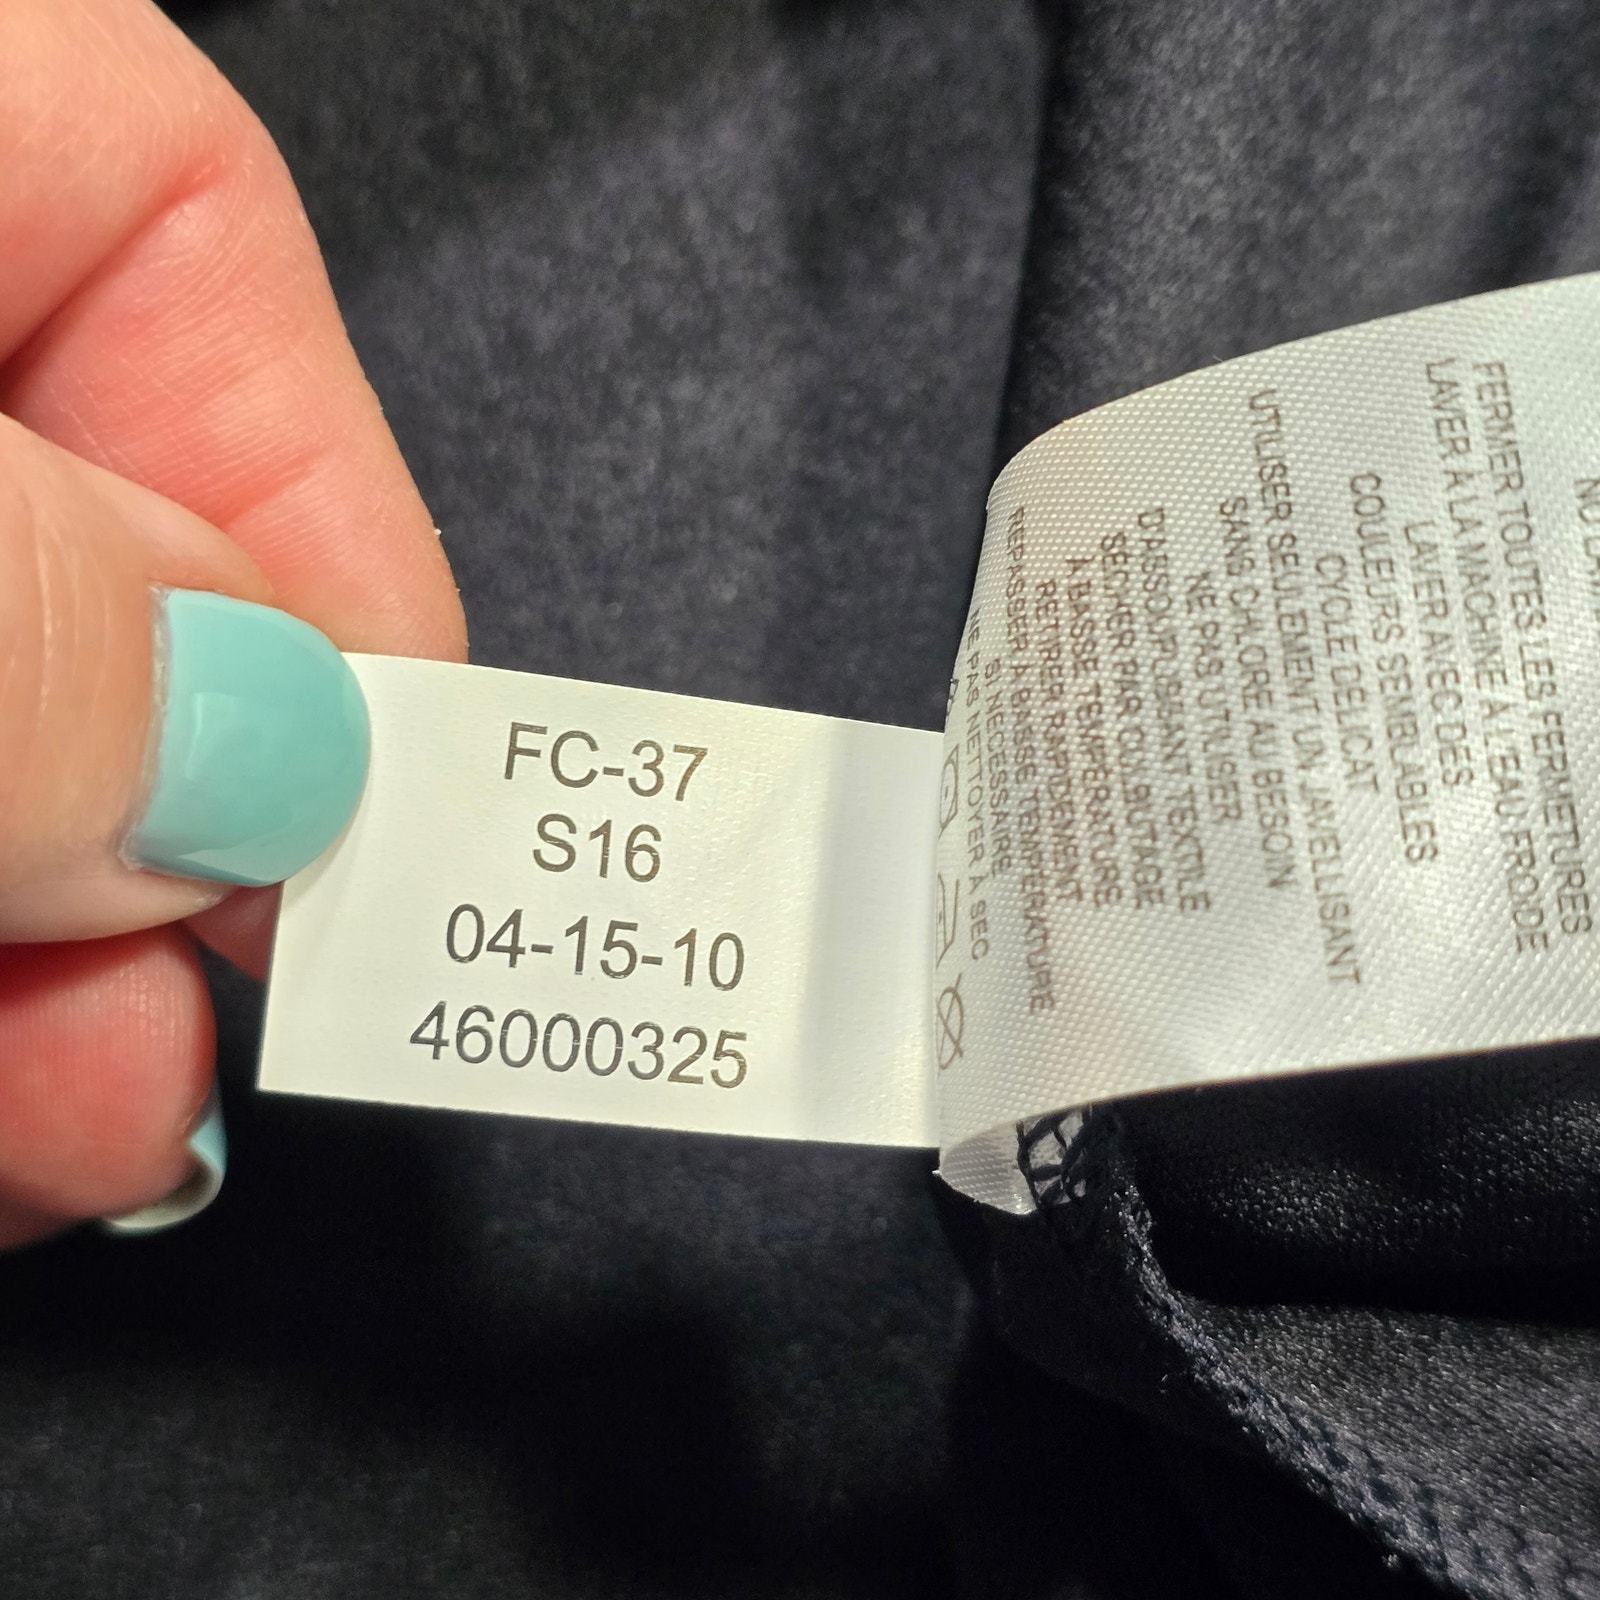 FC-37
S16
04-15-10
46000325
FERMER TOUTES LES FERMETURES
LAVER À LA MACHINE À L'EAU FROIDE
LAVER AVEC DES
COULEURS SEMBLABLES
CYCLE DÉLICAT
UTILISER SEULEMENT UN JAVELLISANT
SANS CHLORE AU BESOIN
NE PAS UTILISER
D'ASSOUPLISSANT TEXTILE
SÉCHER PAR CULBUTAGE
À BASSE TEMPÉRATURE
RETIRER RAPIDEMENT
REPASSER À BASSE TEMPÉRATURE
SI NÉCESSAIRE
NE PAS NETTOYER À SEC